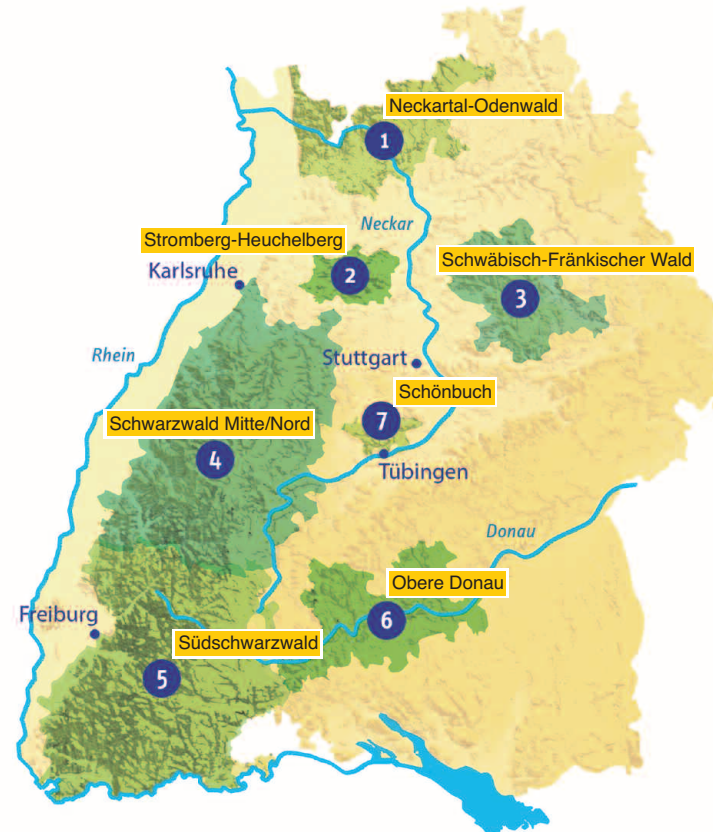 Neckartal-Odenwald
1
Neckar
Stromberg-Heuchelberg
Schwäbisch-Fränkischer Wald
2
Karlsruhe
3
Rhein
Stuttgart
Schönbuch
7
Schwarzwald Mitte/Nord
4
Tübingen
Donau
Obere Donau
6
Freiburg
Südschwarzwald
5